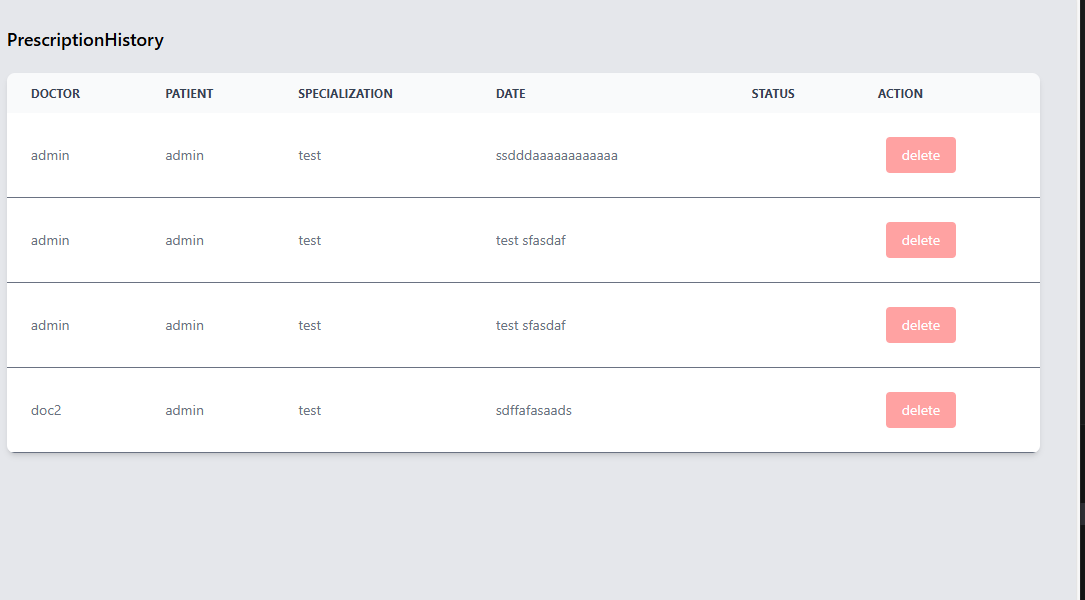 PrescriptionHistory
DOCTOR PATIENT SPECIALIZATION DATE STATUS ACTION
admin admin test ssdddaaaaaaaaaaaa delete
admin admin test test sfasdaf delete
admin admin test test sfasdaf delete
doc2 admin test sdffafasaads delete